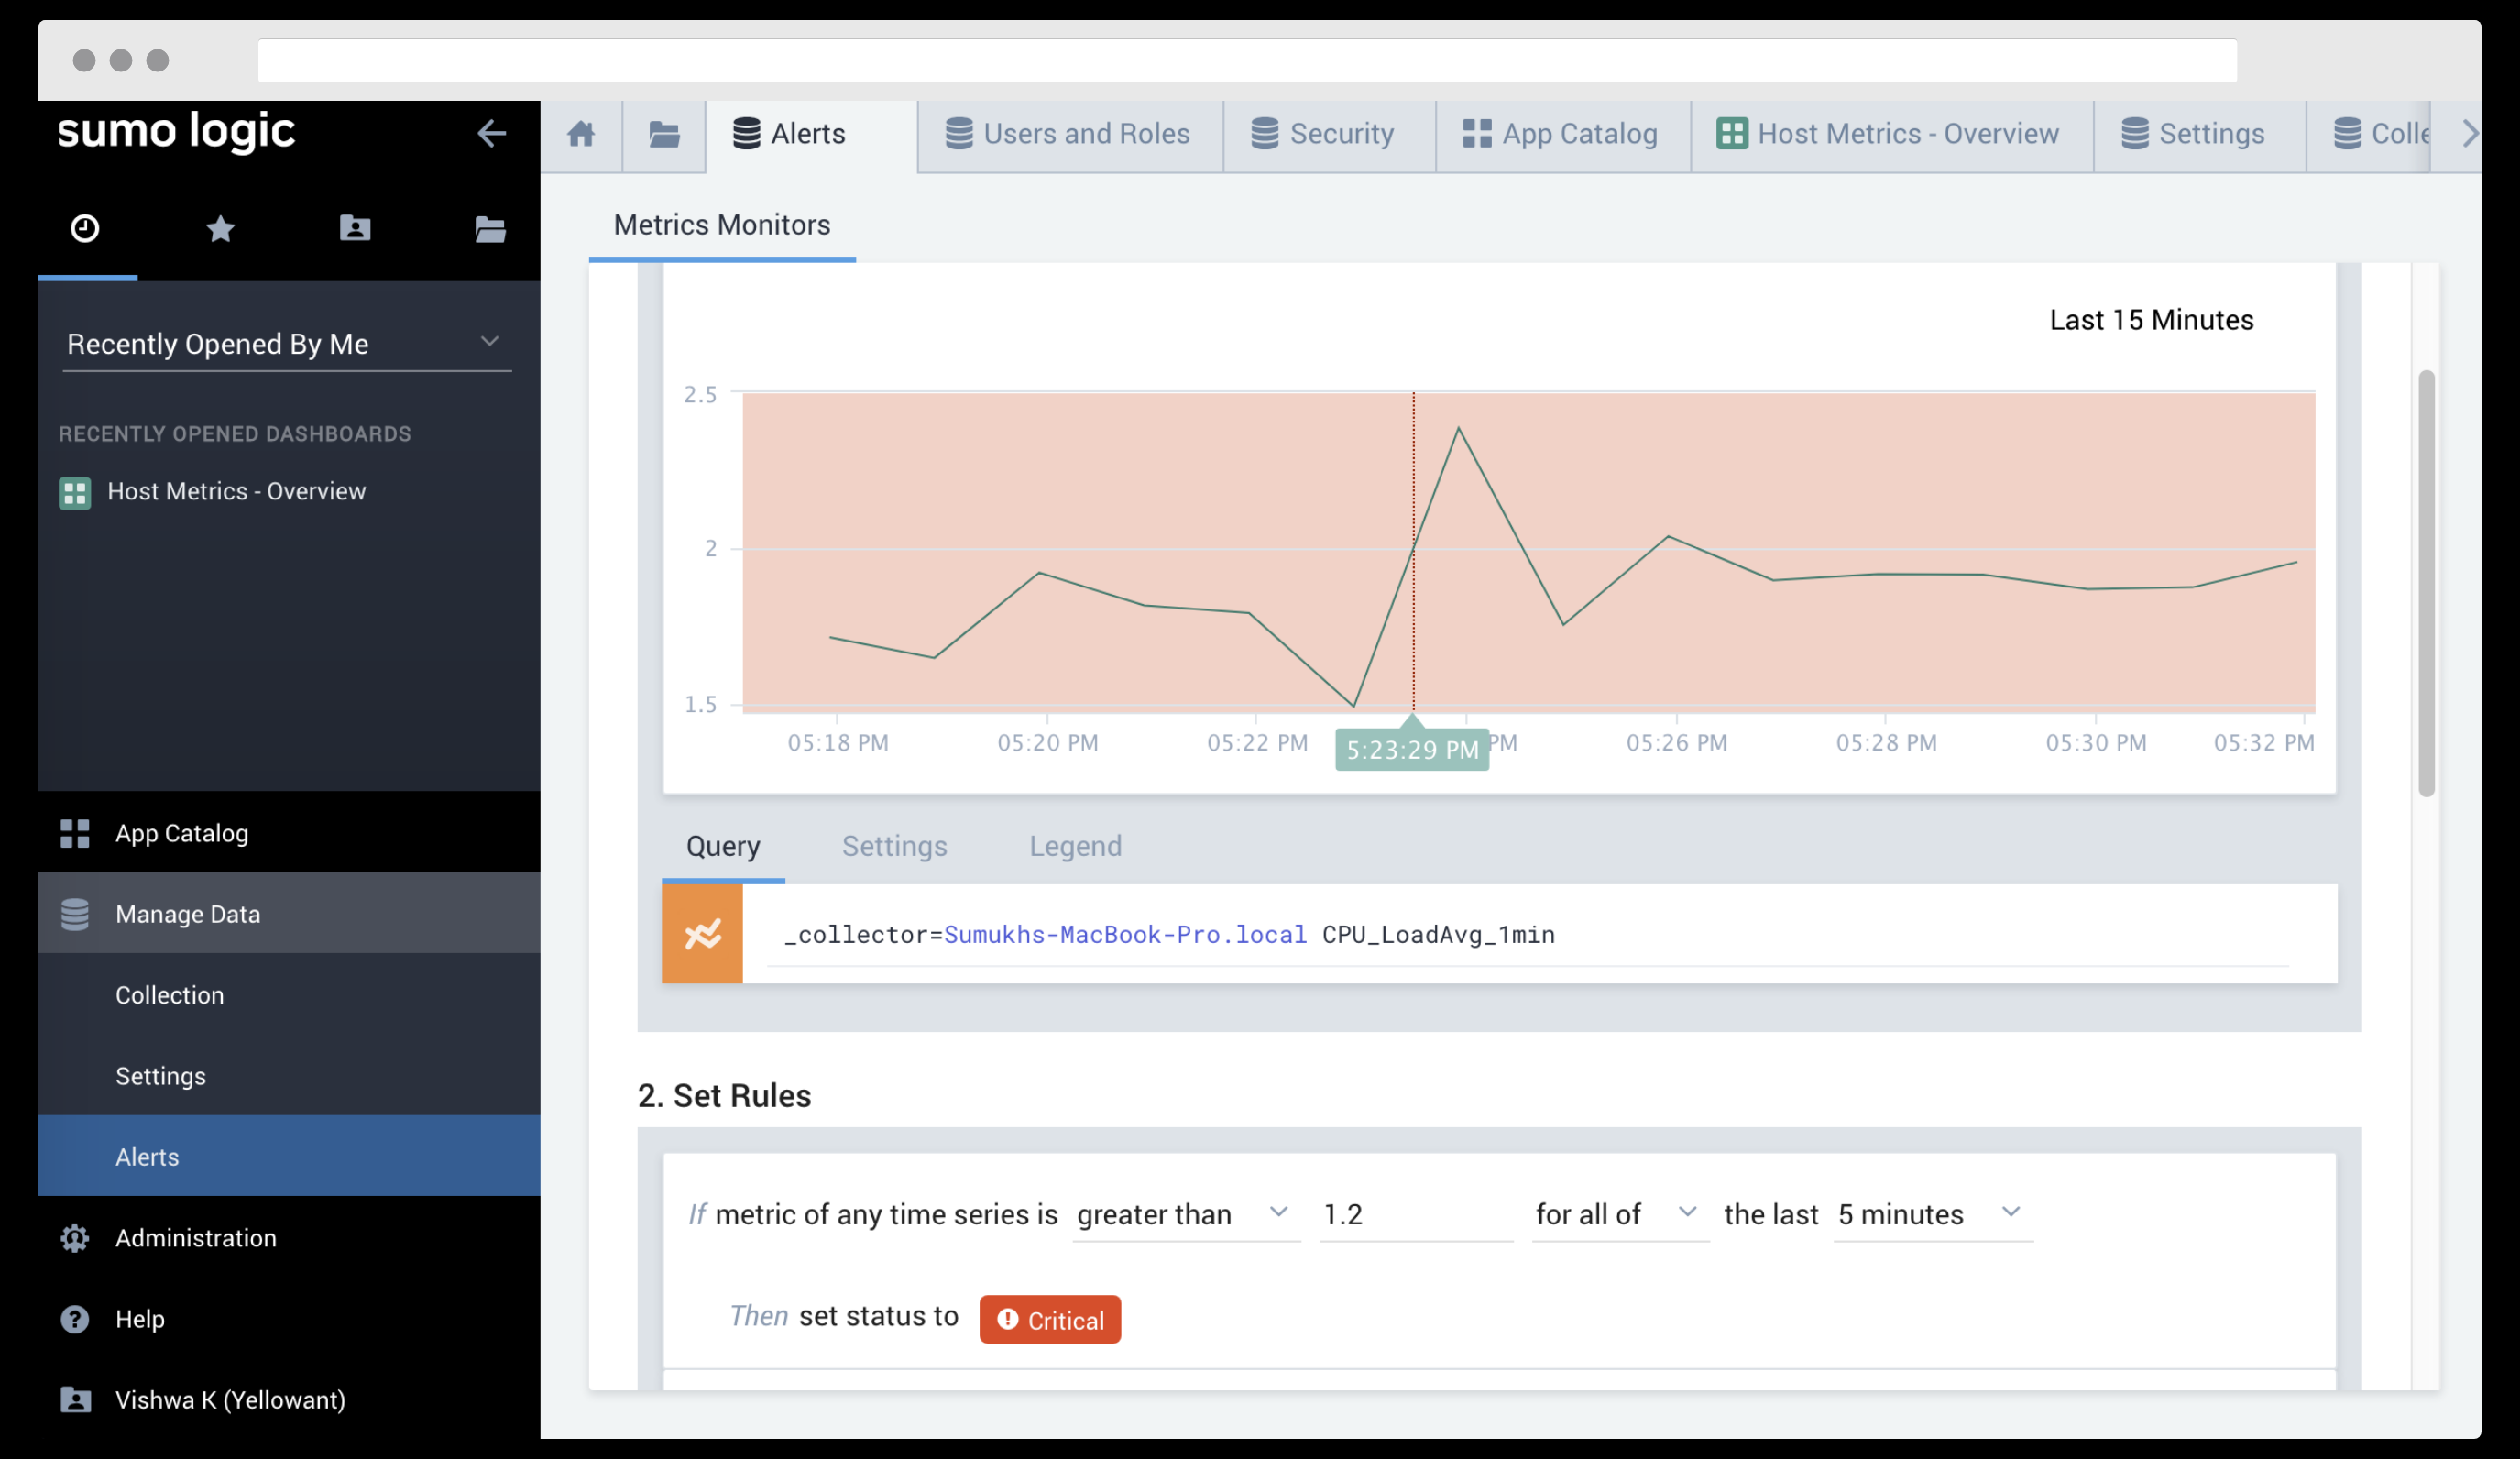 sumo logic
Recently Opened By Me
RECENTLY OPENED DASHBOARDS
Host Metrics - Overview
App Catalog
Manage Data
Collection
Settings
Alerts
Administration
Help
Vishwa K (Yellowant)
Alerts
Users and Roles
Security
App Catalog
Host Metrics - Overview
Settings
Colle
Metrics Monitors
Last 15 Minutes
2.5
2
1.5
05:18 PM 05:20 PM 05:22 PM 5:23:29 PM PM 05:26 PM 05:28 PM 05:30 PM 05:32 PM
Query Settings Legend
_collector=Sumukhs-MacBook-Pro.local CPU_LoadAvg_1min
2. Set Rules
If metric of any time series is greater than 1.2 for all of the last 5 minutes
Then set status to Critical